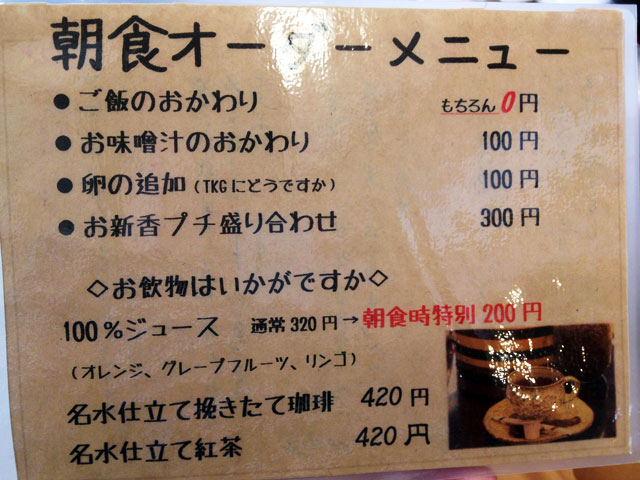 朝食オーダーメニュー
●ご飯のおかわり もちろん0円
●お味噌汁のおかわり 100円
●卵の追加(TKGにどうですか) 100円
●お新香プチ盛り合わせ 300円
◇お飲物はいかがですか◇
100%ジュース 通常320円→朝食時特別200円
(オレンジ、グレープフルーツ、リンゴ)
名水仕立て挽きたて珈琲 420円
名水仕立て紅茶 420円